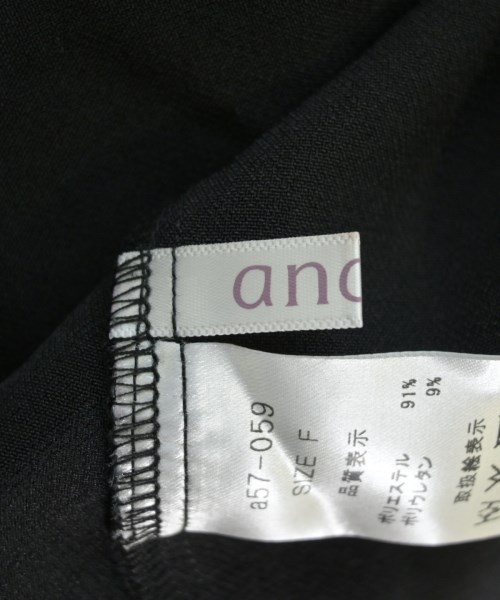 anc
a57-059
SIZE F
品質表示
ポリエステル 91%
ポリウレタン 9%
取扱絵表示